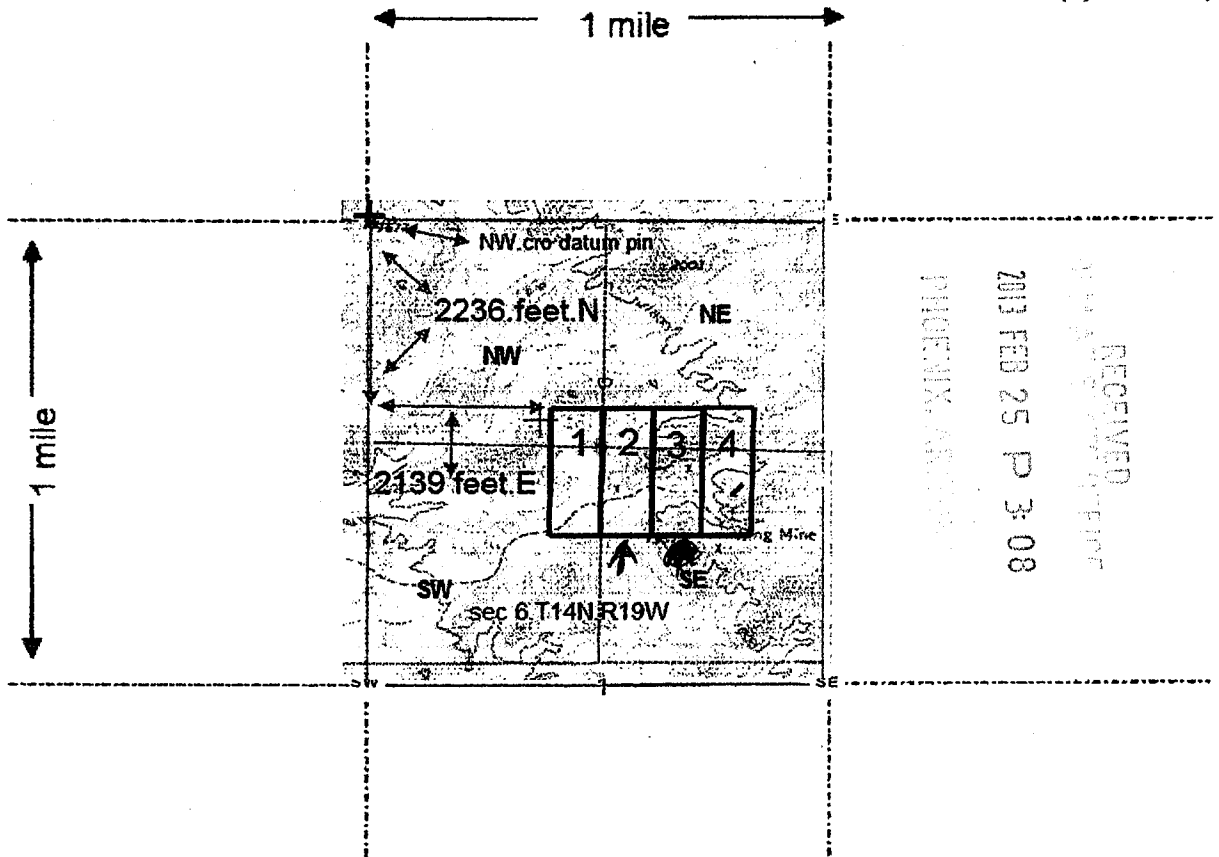 1 mile
1 mile
NW.cro datum pin
2236.feet.N
NE
NW
1 2 3 4
2139 feet.E
Mine
SE
SW
sec 6 T14N R19W
SW
SE
RECEIVED
2013 FEB 25 P 3:08
PHOENIX,